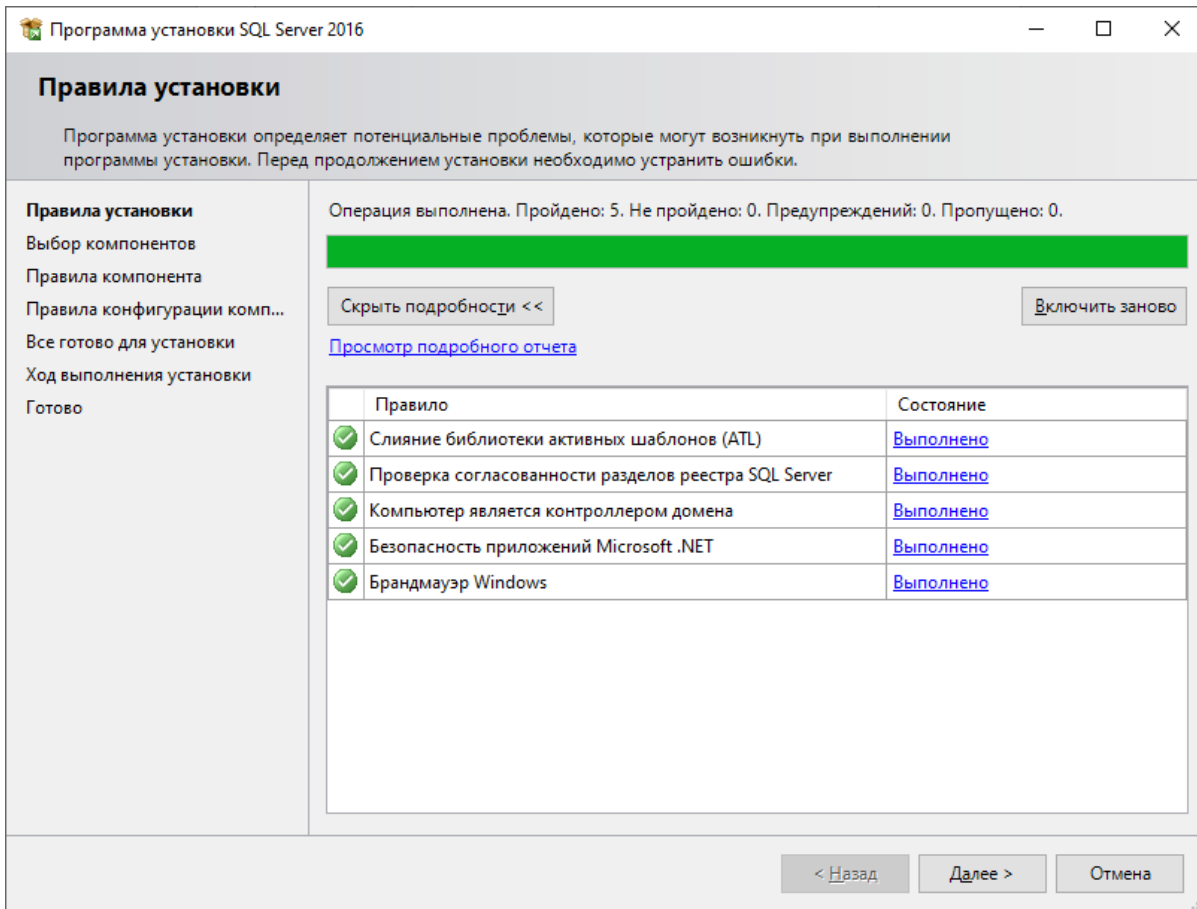 Программа установки SQL Server 2016
Правила установки
Программа установки определяет потенциальные проблемы, которые могут возникнуть при выполнении
программы установки. Перед продолжением установки необходимо устранить ошибки.
Правила установки
Выбор компонентов
Правила компонента
Правила конфигурации комп...
Все готово для установки
Ход выполнения установки
Готово
Операция выполнена. Пройдено: 5. Не пройдено: 0. Предупреждений: 0. Пропущено: 0.
Скрыть подробности <<
Включить заново
Просмотр подробного отчета
Правило Состояние
Слияние библиотеки активных шаблонов (ATL) Выполнено
Проверка согласованности разделов реестра SQL Server Выполнено
Компьютер является контроллером домена Выполнено
Безопасность приложений Microsoft .NET Выполнено
Брандмауэр Windows Выполнено
< Назад
Далее >
Отмена